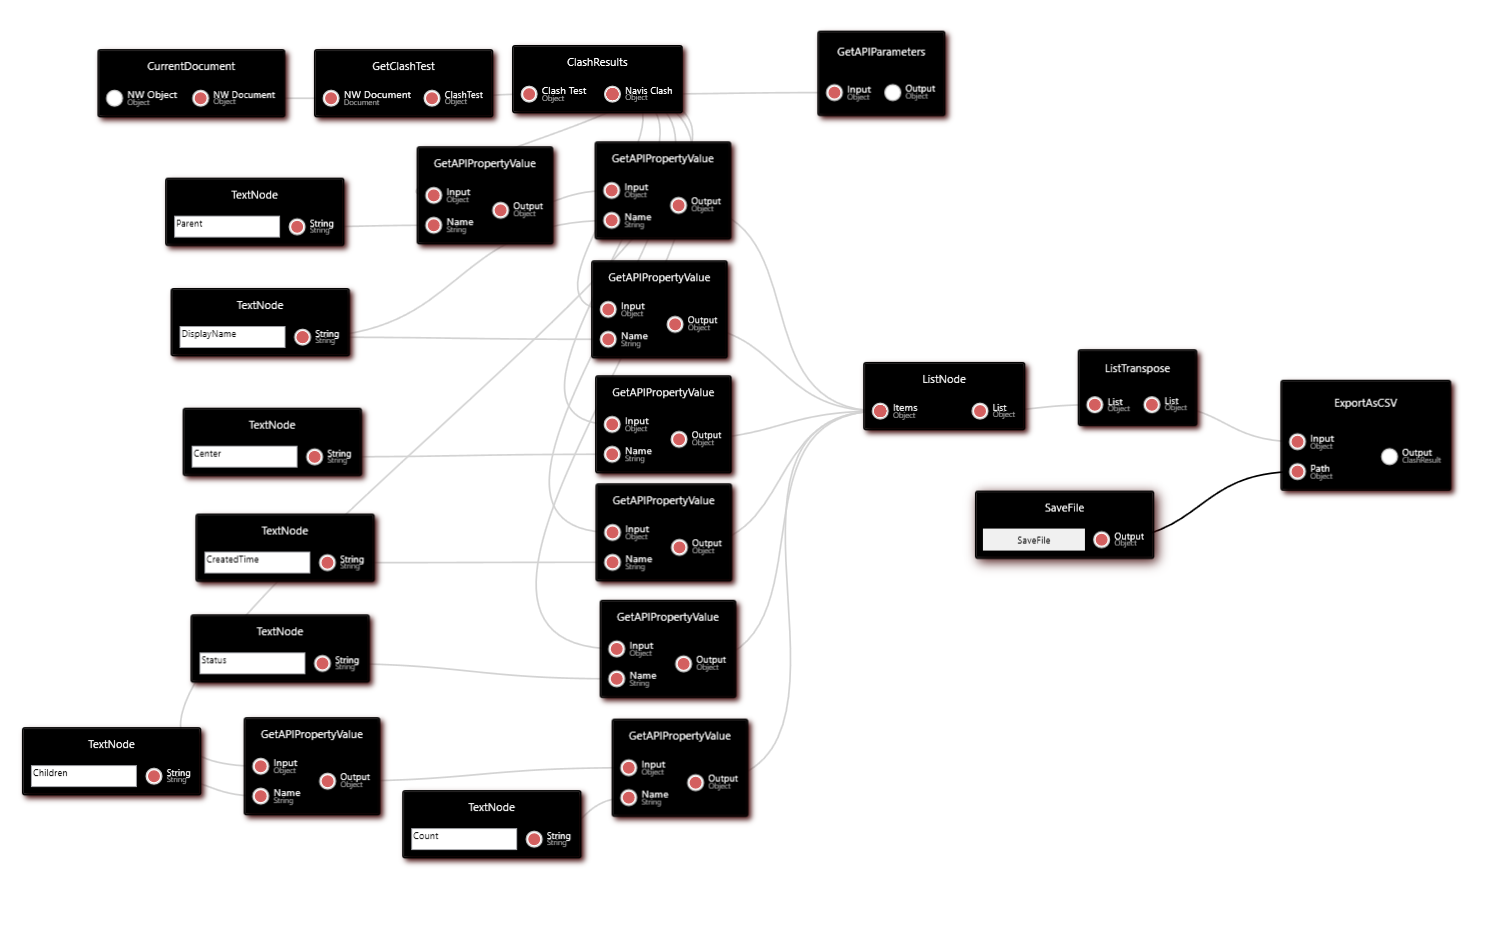 CurrentDocument
NW Object
Object
NW Document
Object
GetClashTest
NW Document
Document
ClashTest
Object
ClashResults
Clash Test
Object
Navis Clash
Object
GetAPIParameters
Input
Object
Output
Object
TextNode
Parent
String
String
GetAPIPropertyValue
Input
Object
Name
String
Output
Object
GetAPIPropertyValue
Input
Object
Name
String
Output
Object
TextNode
DisplayName
String
String
GetAPIPropertyValue
Input
Object
Name
String
Output
Object
TextNode
Center
String
String
GetAPIPropertyValue
Input
Object
Name
String
Output
Object
ListNode
Items
Object
List
Object
ListTranspose
List
Object
List
Object
ExportAsCSV
Input
Object
Path
Object
Output
ClashResult
SaveFile
SaveFile
Output
Object
TextNode
CreatedTime
String
String
GetAPIPropertyValue
Input
Object
Name
String
Output
Object
TextNode
Status
String
String
GetAPIPropertyValue
Input
Object
Name
String
Output
Object
TextNode
Children
String
String
GetAPIPropertyValue
Input
Object
Name
String
Output
Object
TextNode
Count
String
String
GetAPIPropertyValue
Input
Object
Name
String
Output
Object